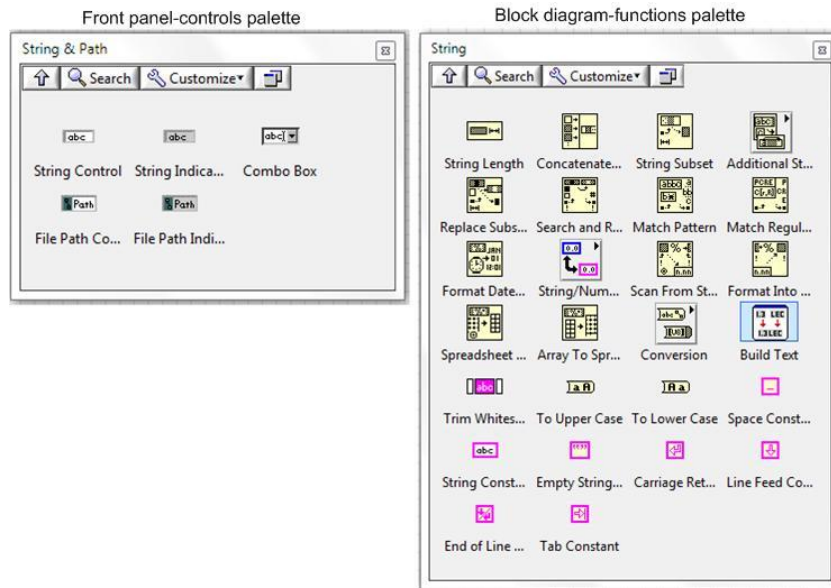 Front panel-controls palette
String & Path
Search Customize
abc abc abc
String Control String Indica... Combo Box
Path Path
File Path Co... File Path Indi...
Block diagram-functions palette
String
Search Customize
String Length Concatenate... String Subset Additional St...
Replace Subs... Search and R... Match Pattern Match Regul...
Format Date... String/Num... Scan From St... Format Into ...
Spreadsheet ... Array To Spr... Conversion Build Text
abc
Trim Whites... To Upper Case To Lower Case Space Const...
abc
String Const... Empty String... Carriage Ret... Line Feed Co...
End of Line ... Tab Constant